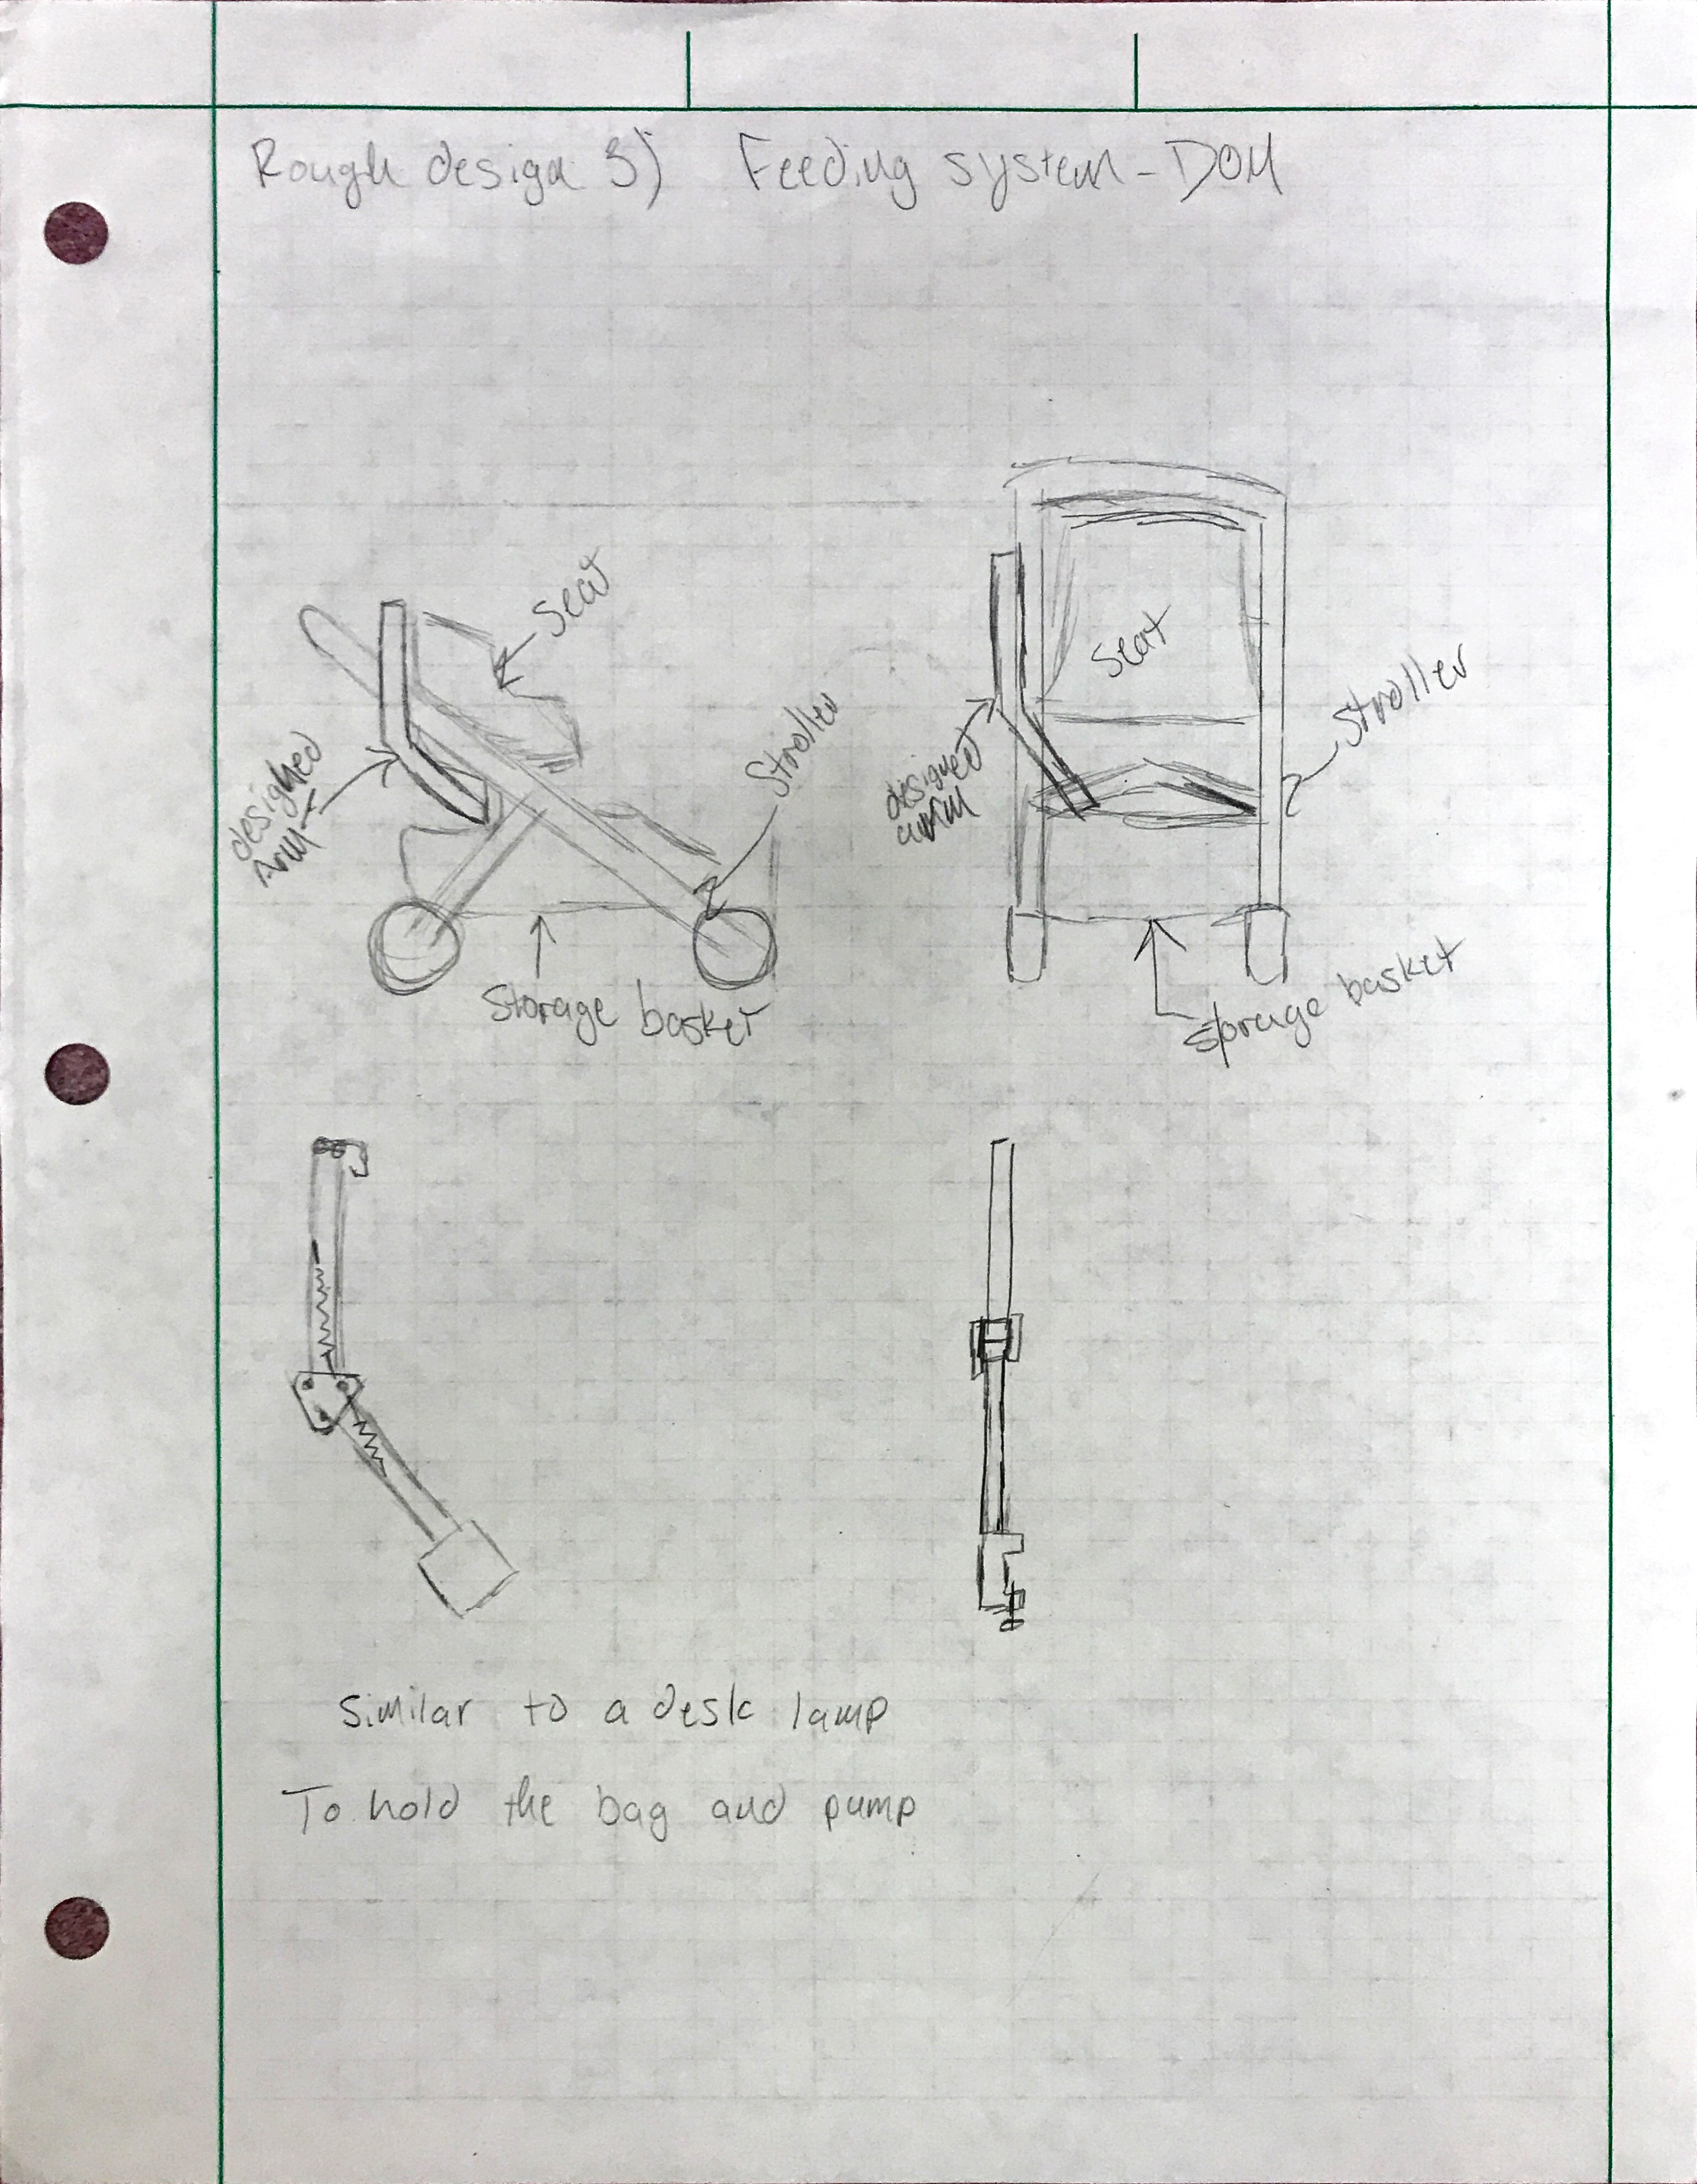 Rough design 3) Feeding system - DOM
Seat
designed
Arm
Stroller
Storage basket
Seat
Stroller
designed
arm
storage basket
Similar to a desk lamp
To hold the bag and pump